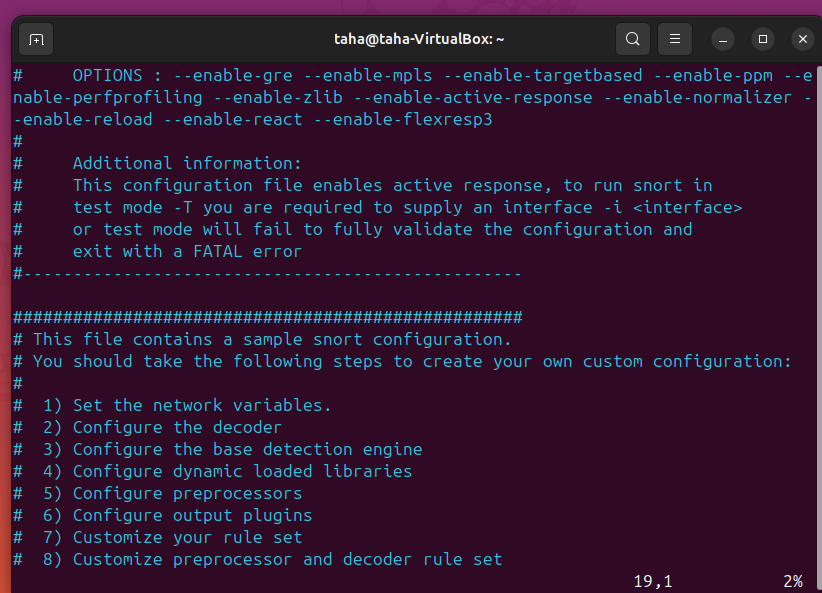 taha@taha-VirtualBox: ~
#     OPTIONS : --enable-gre --enable-mpls --enable-targetbased --enable-ppm --e
nable-perfprofiling --enable-zlib --enable-active-response --enable-normalizer -
-enable-reload --enable-react --enable-flexresp3
#
#     Additional information:
#     This configuration file enables active response, to run snort in
#     test mode -T you are required to supply an interface -i <interface>
#     or test mode will fail to fully validate the configuration and
#     exit with a FATAL error
#--------------------------------------------------

###################################################
# This file contains a sample snort configuration.
# You should take the following steps to create your own custom configuration:
#
#  1) Set the network variables.
#  2) Configure the decoder
#  3) Configure the base detection engine
#  4) Configure dynamic loaded libraries
#  5) Configure preprocessors
#  6) Configure output plugins
#  7) Customize your rule set
#  8) Customize preprocessor and decoder rule set
19,1 2%